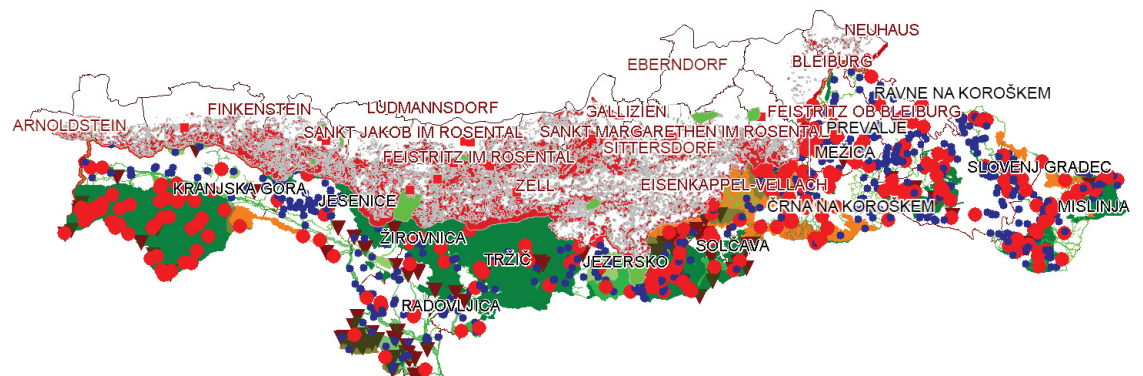 NEUHAUS
BLEIBURG
EBERNDORF
RAVNE NA KOROŠKEM
FINKENSTEIN
LUDMANNSDORF
GALLIZIEN
FEISTRITZ OB BLEIBURG
ARNOLDSTEIN
SANKT JAKOB IM ROSENTAL
SANKT MARGARETHEN IM ROSENTAL
PREVALJE
SITTERSDORF
FEISTRITZ IM ROSENTAL
MEŽICA
SLOVENJ GRADEC
KRANJSKA GORA
ZELL
EISENKAPPEL-VELLACH
JESENICE
ČRNA NA KOROŠKEM
MISLINJA
ŽIROVNICA
SOLČAVA
TRŽIČ
JEZERSKO
RADOVLJICA